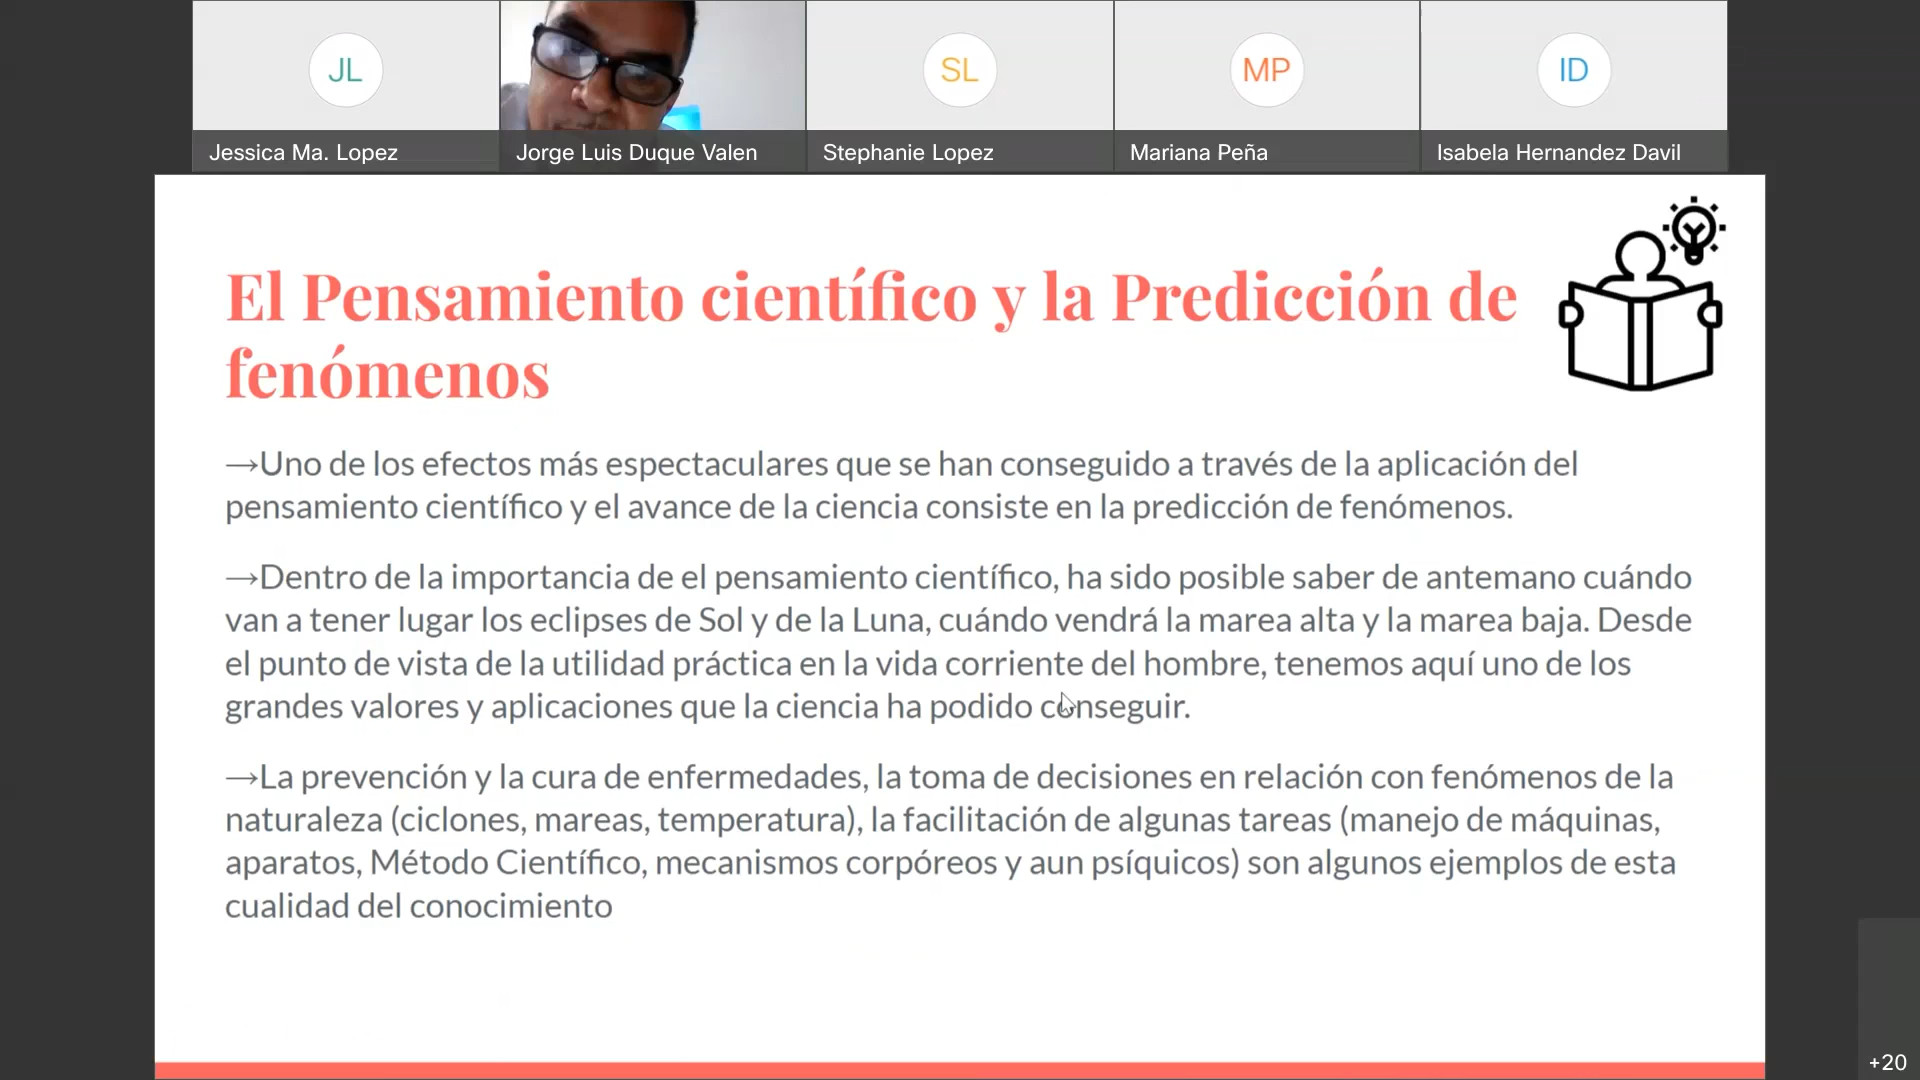 JL
SL
MP
ID
Jessica Ma. Lopez
Jorge Luis Duque Valen
Stephanie Lopez
Mariana Peña
Isabela Hernandez Davil
El Pensamiento científico y la Predicción de
fenómenos
→Uno de los efectos más espectaculares que se han conseguido a través de la aplicación del
pensamiento científico y el avance de la ciencia consiste en la predicción de fenómenos.
→Dentro de la importancia de el pensamiento científico, ha sido posible saber de antemano cuándo
van a tener lugar los eclipses de Sol y de la Luna, cuándo vendrá la marea alta y la marea baja. Desde
el punto de vista de la utilidad práctica en la vida corriente del hombre, tenemos aquí uno de los
grandes valores y aplicaciones que la ciencia ha podido conseguir.
→La prevención y la cura de enfermedades, la toma de decisiones en relación con fenómenos de la
naturaleza (ciclones, mareas, temperatura), la facilitación de algunas tareas (manejo de máquinas,
aparatos, Método Científico, mecanismos corpóreos y aun psíquicos) son algunos ejemplos de esta
cualidad del conocimiento
+20